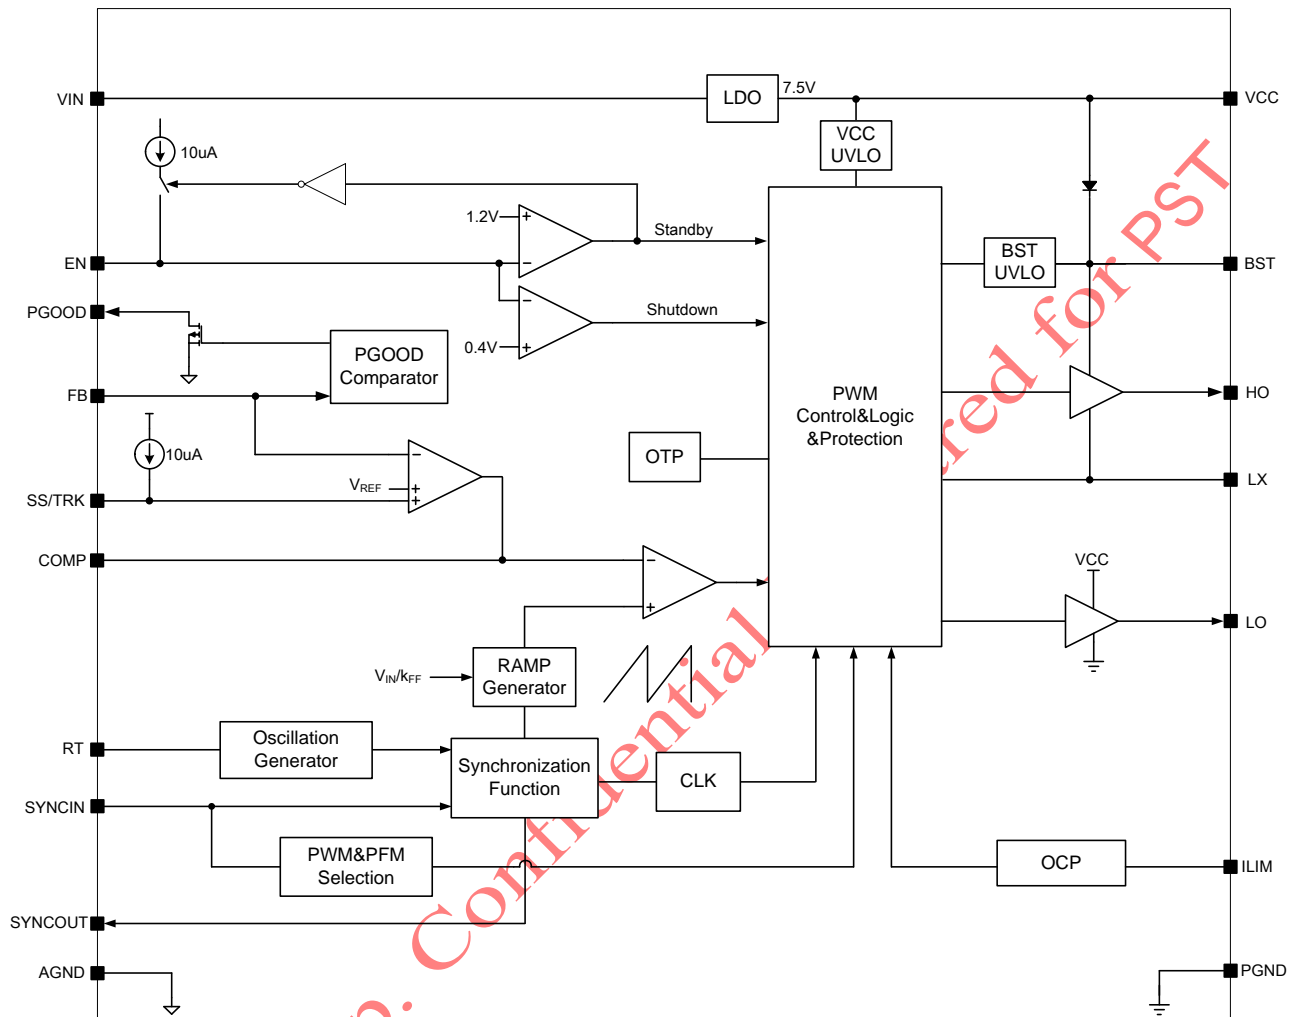 VIN
LDO
7.5V
VCC
VCC
UVLO
10uA
1.2V
Standby
EN
BST
UVLO
BST
PGOOD
Shutdown
0.4V
PGOOD
Comparator
FB
PWM
Control&Logic
&Protection
HO
10uA
OTP
VREF
SS/TRK
LX
COMP
VCC
LO
RAMP
Generator
VIN/kFF
RT
Oscillation
Generator
Synchronization
Function
CLK
SYNCIN
PWM&PFM
Selection
OCP
ILIM
SYNCOUT
AGND
PGND
Confidential
for PST